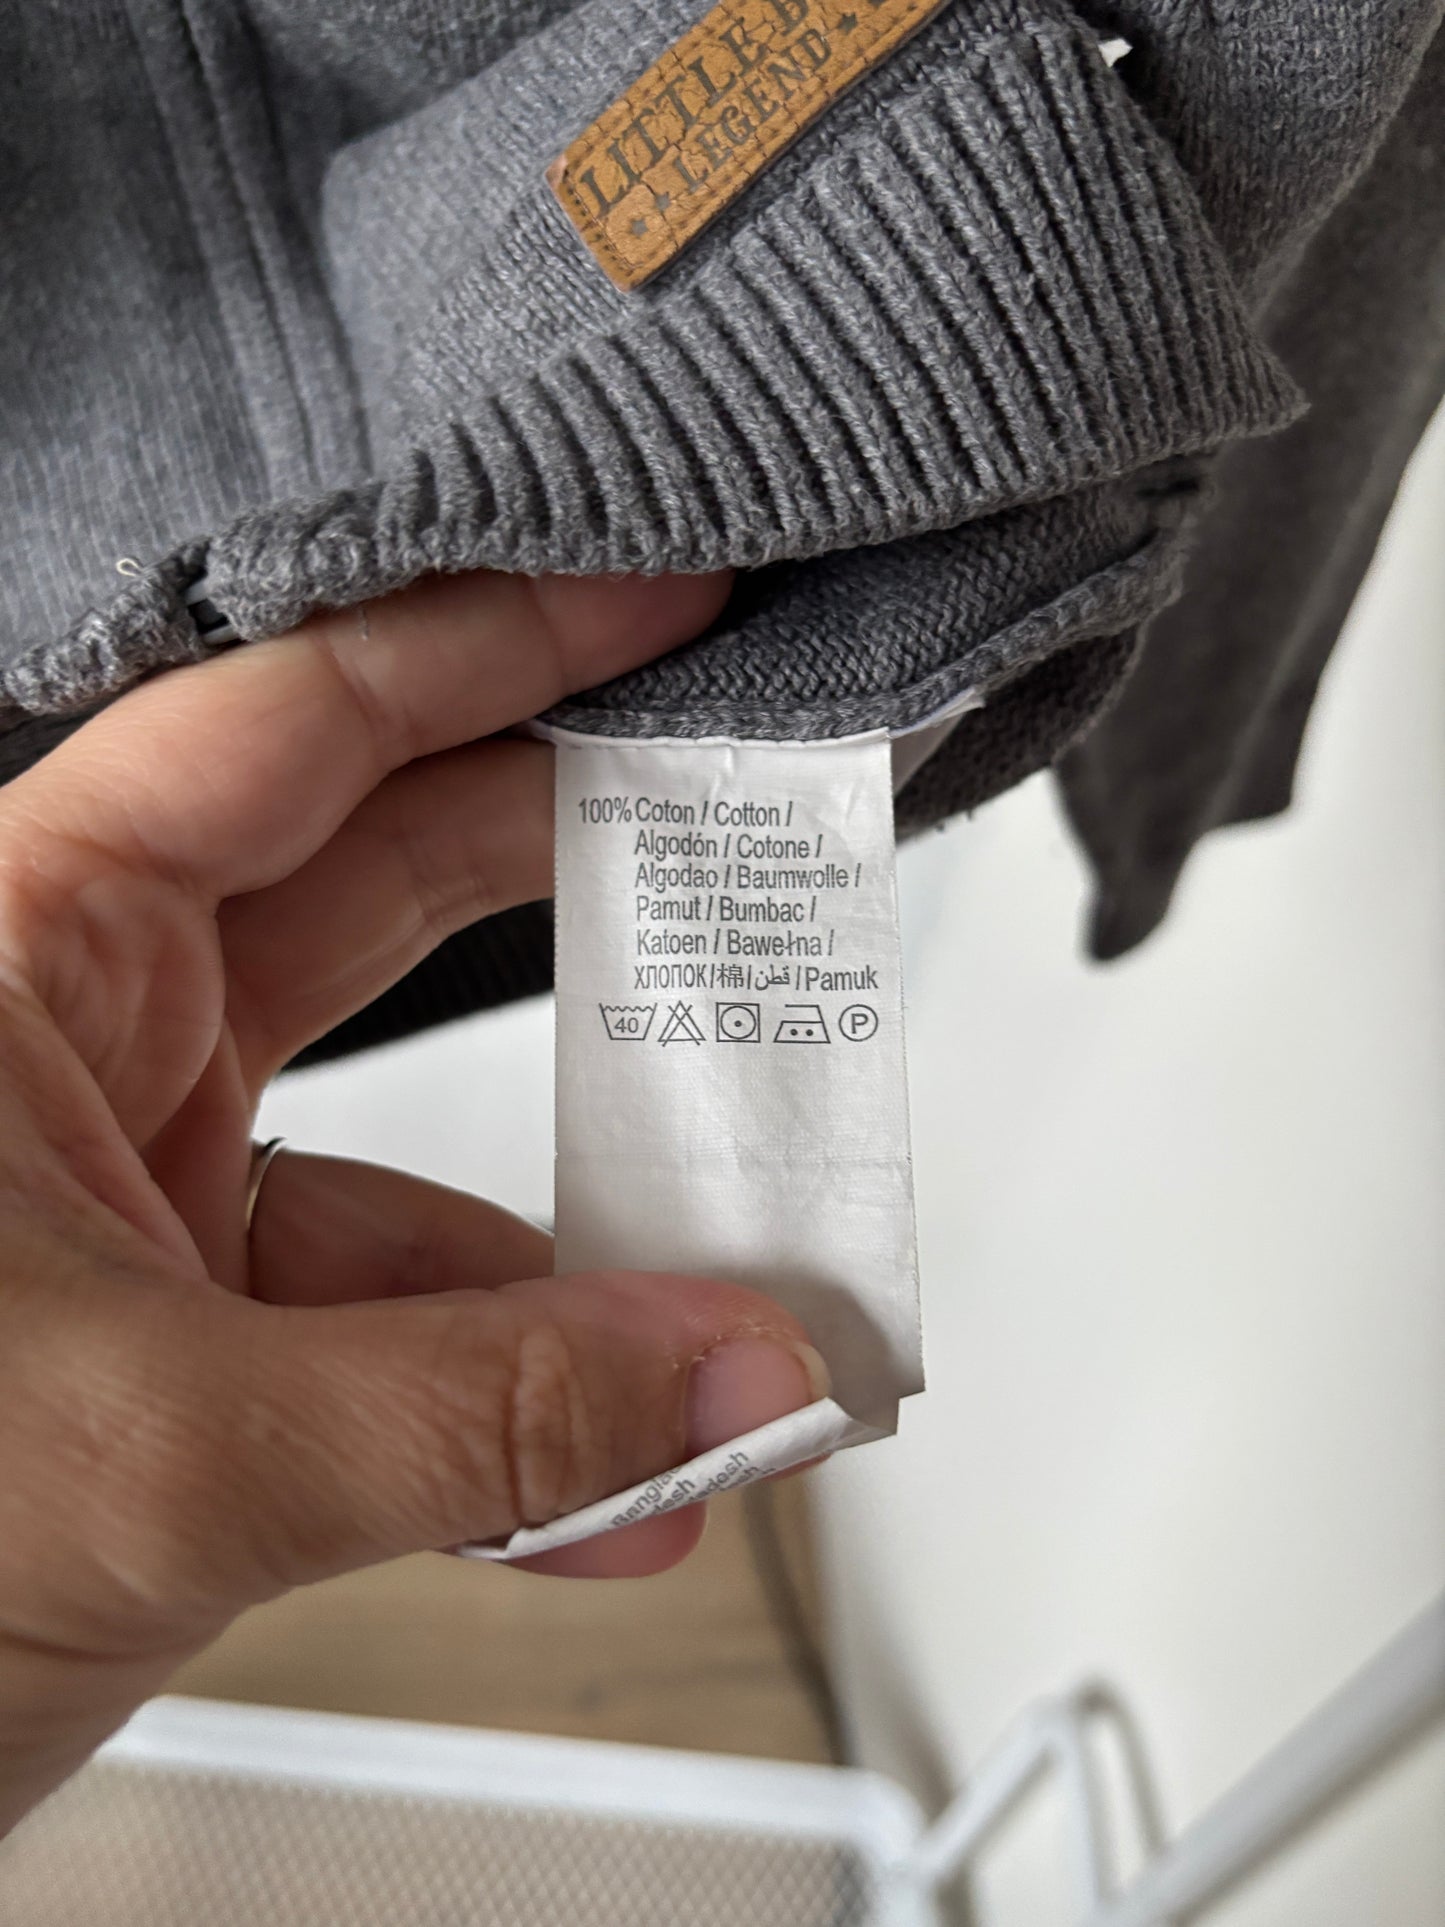 LITTLE
LEGEND
100% Coton / Cotton /
Algodón / Cotone /
Algodao / Baumwolle /
Pamut / Bumbac /
Katoen / Bawełna /
ХЛОПОК/棉/قطن/Pamuk
40
P